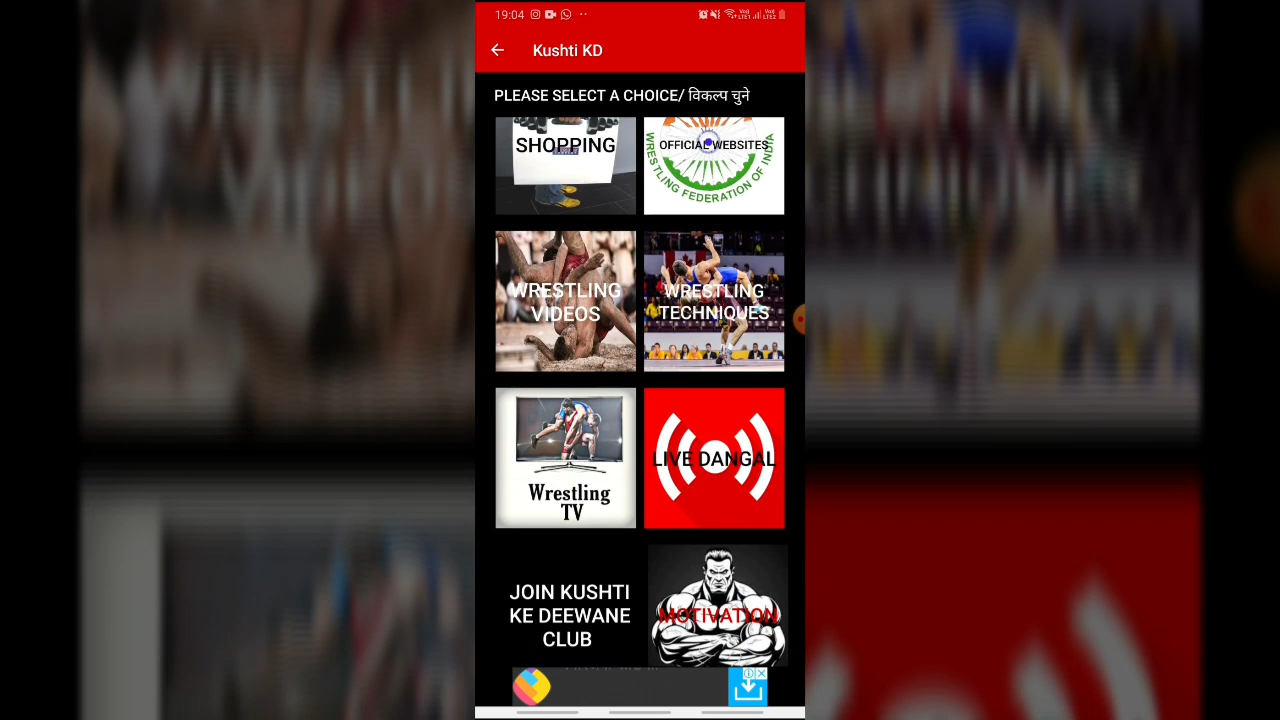 19:04
Kushti KD
PLEASE SELECT A CHOICE/ विकल्प चुने
SHOPPING
OFFICIAL WEBSITES
WRESTLING FEDERATION OF INDIA
WRESTLING
VIDEOS
WRESTLING
TECHNIQUES
Wrestling
TV
LIVE DANGAL
JOIN KUSHTI
KE DEEWANE
CLUB
MOTIVATION